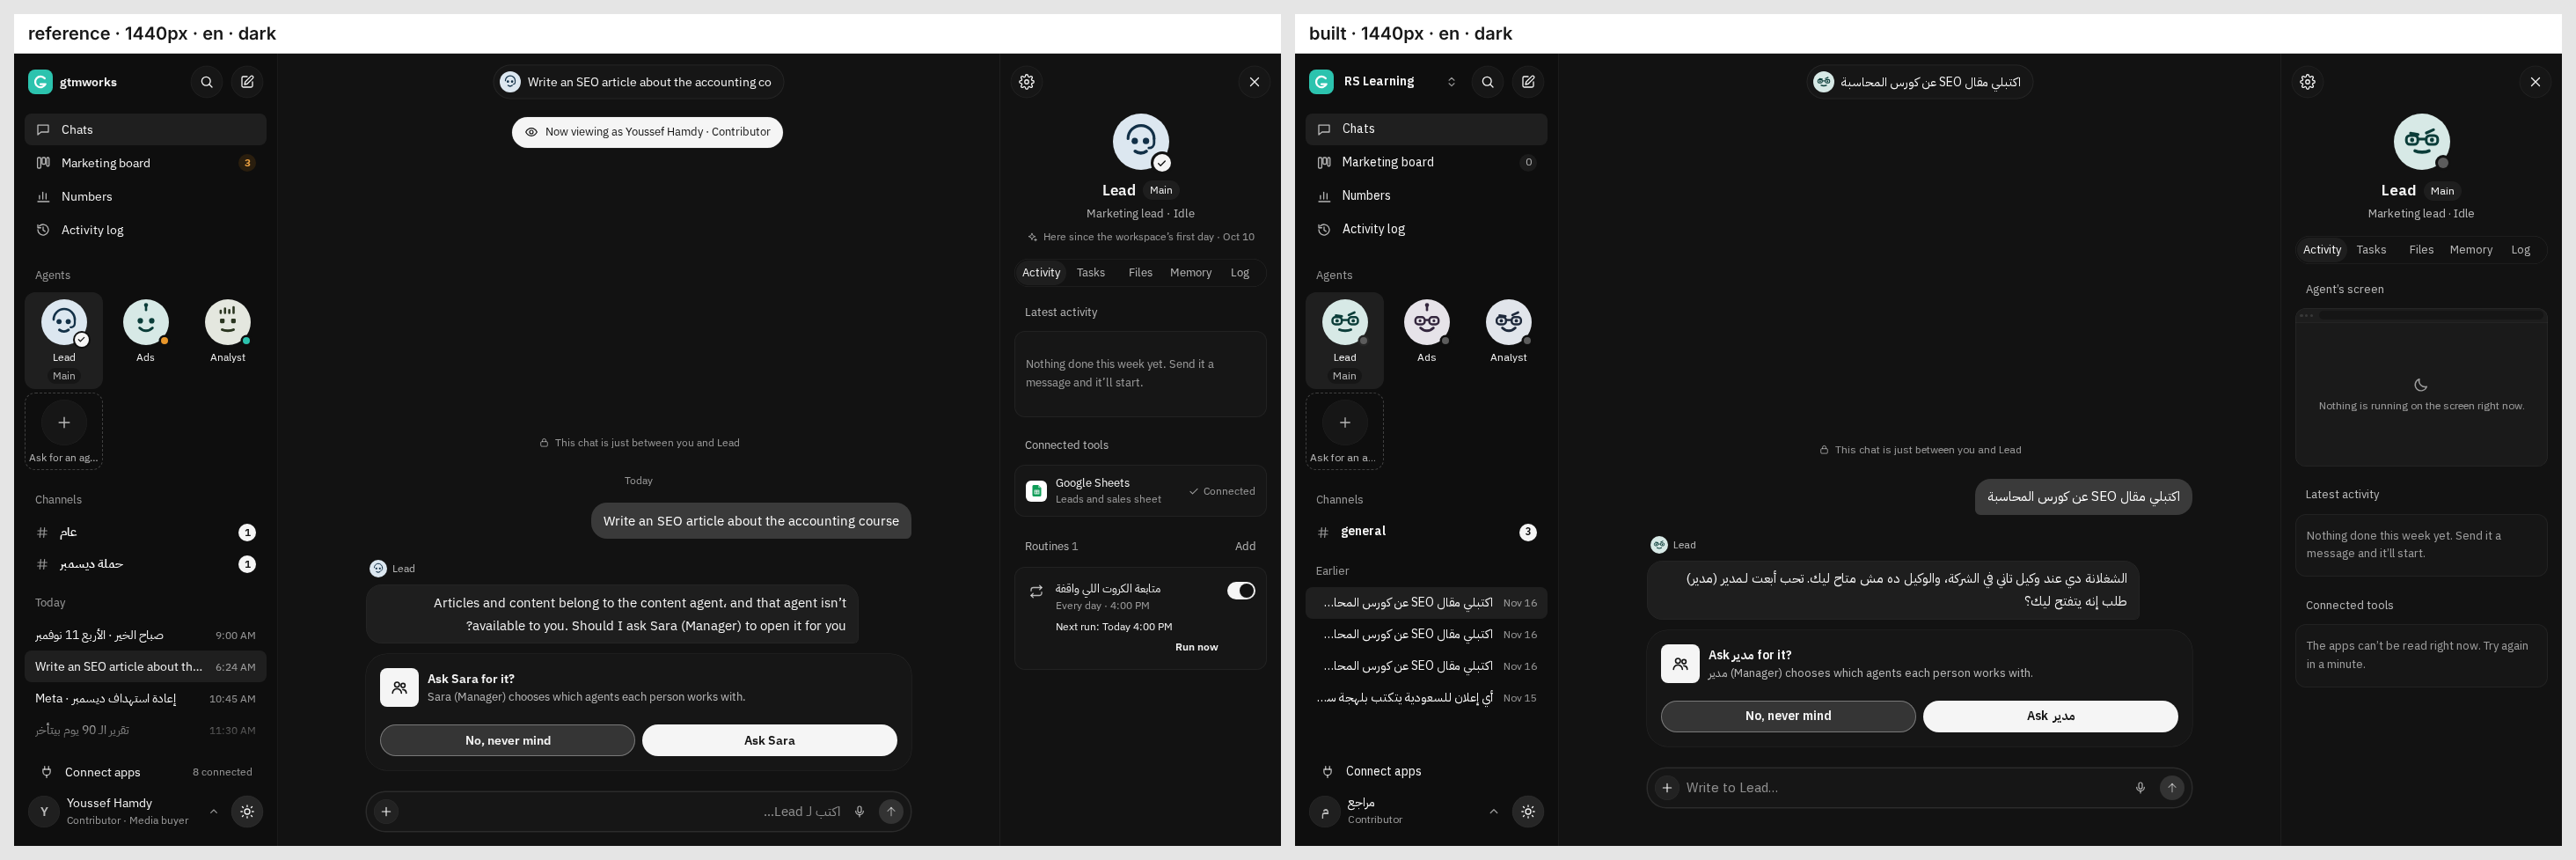 reference · 1440px · en · dark
gtmworks
Write an SEO article about the accounting co
Now viewing as Youssef Hamdy · Contributor
Chats
Marketing board 3
Numbers
Activity log
Agents
Lead
Main
Ads
Analyst
Ask for an ag...
Channels
# عام 1
# حملة ديسمبر 1
Today
صباح الخير · الأربع 11 نوفمبر 9:00 AM
Write an SEO article about th... 6:24 AM
إعادة استهداف ديسمبر · Meta 10:45 AM
تقرير الـ 90 يوم بيتأخر 11:30 AM
Connect apps 8 connected
Y
Youssef Hamdy
Contributor · Media buyer
This chat is just between you and Lead
Today
Write an SEO article about the accounting course
Lead
Articles and content belong to the content agent، and that agent isn’t
available to you. Should I ask Sara (Manager) to open it for you?
Ask Sara for it?
Sara (Manager) chooses which agents each person works with.
No, never mind
Ask Sara
اكتب لـ Lead...
Lead Main
Marketing lead · Idle
Here since the workspace’s first day · Oct 10
Activity Tasks Files Memory Log
Latest activity
Nothing done this week yet. Send it a
message and it’ll start.
Connected tools
Google Sheets
Leads and sales sheet
Connected
Routines 1 Add
متابعة الكروت اللي واقفة
Every day · 4:00 PM
Next run: Today 4:00 PM
Run now
built · 1440px · en · dark
RS Learning
اكتبلي مقال SEO عن كورس المحاسبة
Chats
Marketing board 0
Numbers
Activity log
Agents
Lead
Main
Ads
Analyst
Ask for an a...
Channels
# general 3
Earlier
اكتبلي مقال SEO عن كورس المحا... Nov 16
اكتبلي مقال SEO عن كورس المحا... Nov 16
اكتبلي مقال SEO عن كورس المحا... Nov 16
أي إعلان للسعودية يتكتب بلهجة سـ... Nov 15
Connect apps
م
مراجع
Contributor
This chat is just between you and Lead
اكتبلي مقال SEO عن كورس المحاسبة
Lead
الشغلانة دي عند وكيل تاني في الشركة، والوكيل ده مش متاح ليك. تحب أبعت لـمدير (مدير)
طلب إنه يتفتح ليك؟
Ask مدير for it?
مدير (Manager) chooses which agents each person works with.
No, never mind
Ask مدير
Write to Lead...
Lead Main
Marketing lead · Idle
Activity Tasks Files Memory Log
Agent’s screen
Nothing is running on the screen right now.
Latest activity
Nothing done this week yet. Send it a
message and it’ll start.
Connected tools
The apps can’t be read right now. Try again
in a minute.